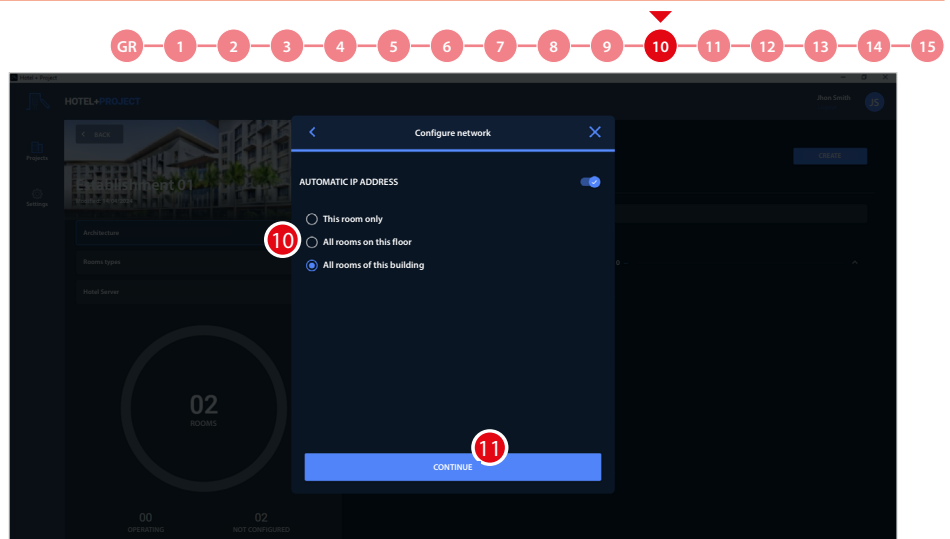 GR 1 2 3 4 5 6 7 8 9 10 11 12 13 14 15
Hotel + Project
HOTEL+PROJECT
Jhon Smith
JS
BACK
Configure network
CREATE
Projects
AUTOMATIC IP ADDRESS
Establishment 01
Settings
This room only
Architecture
10
All rooms on this floor
Rooms types
All rooms of this building
0 --
Hotel Server
02
ROOMS
11
CONTINUE
00
02
OPERATING
NOT CONFIGURED